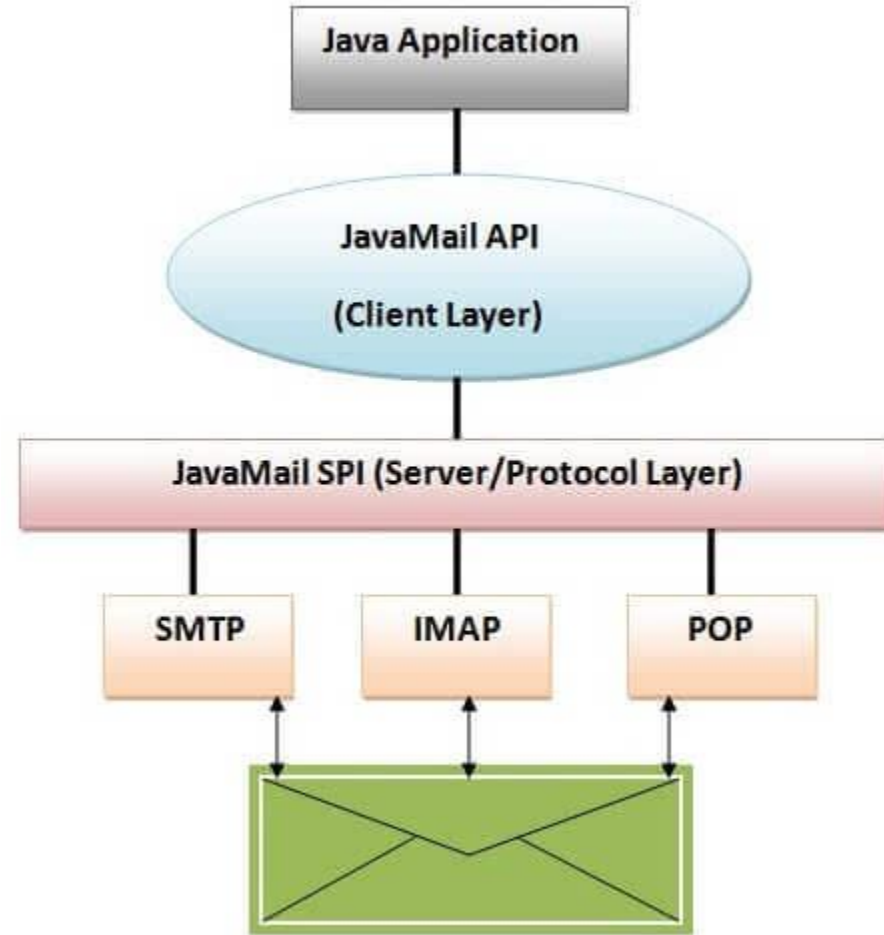 Java Application
JavaMail API
(Client Layer)
JavaMail SPI (Server/Protocol Layer)
SMTP
IMAP
POP